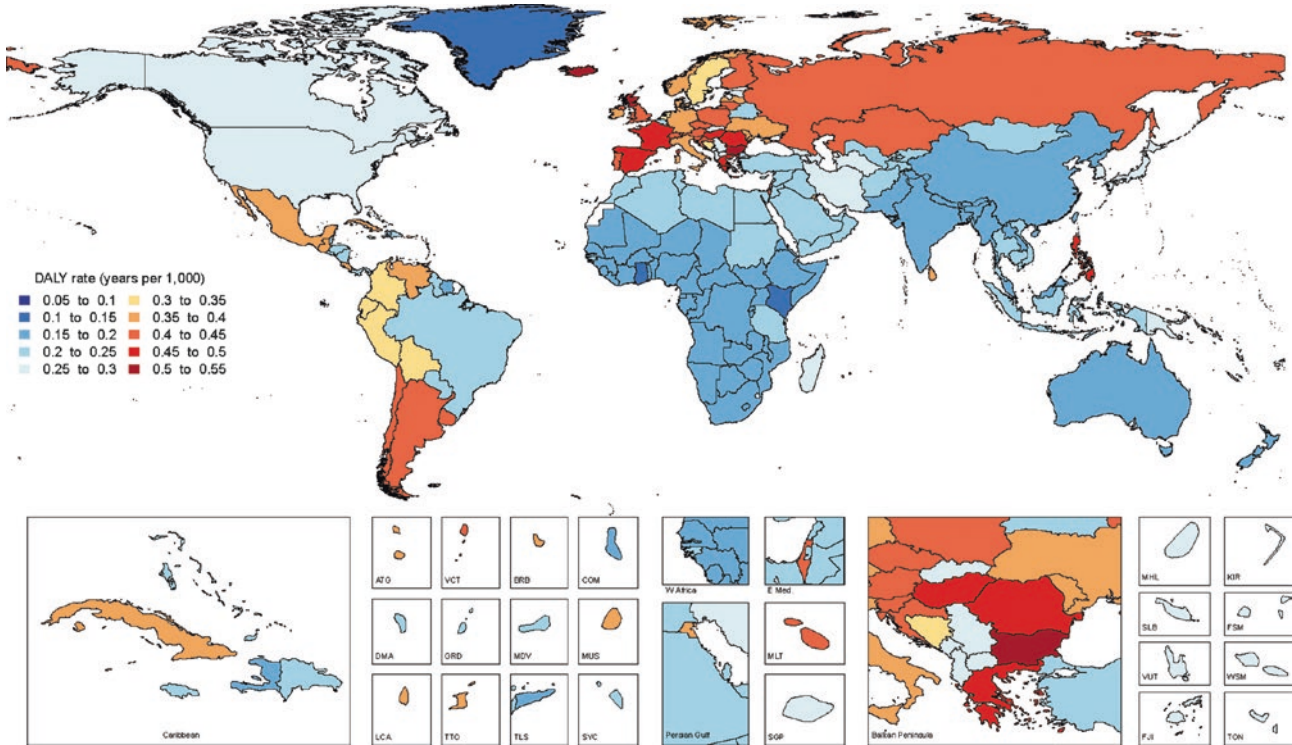 DALY rate (years per 1,000)
0.05 to 0.1
0.1 to 0.15
0.15 to 0.2
0.2 to 0.25
0.25 to 0.3
0.3 to 0.35
0.35 to 0.4
0.4 to 0.45
0.45 to 0.5
0.5 to 0.55
Caribbean
ATG
VCT
BRB
COM
DMA
GRD
MDV
MUS
LCA
TTO
TLS
SYC
W Africa
E Med.
Persian Gulf
MLT
SGP
Balkan Peninsula
MHL
KIR
SLB
FSM
VUT
WSM
FJI
TON